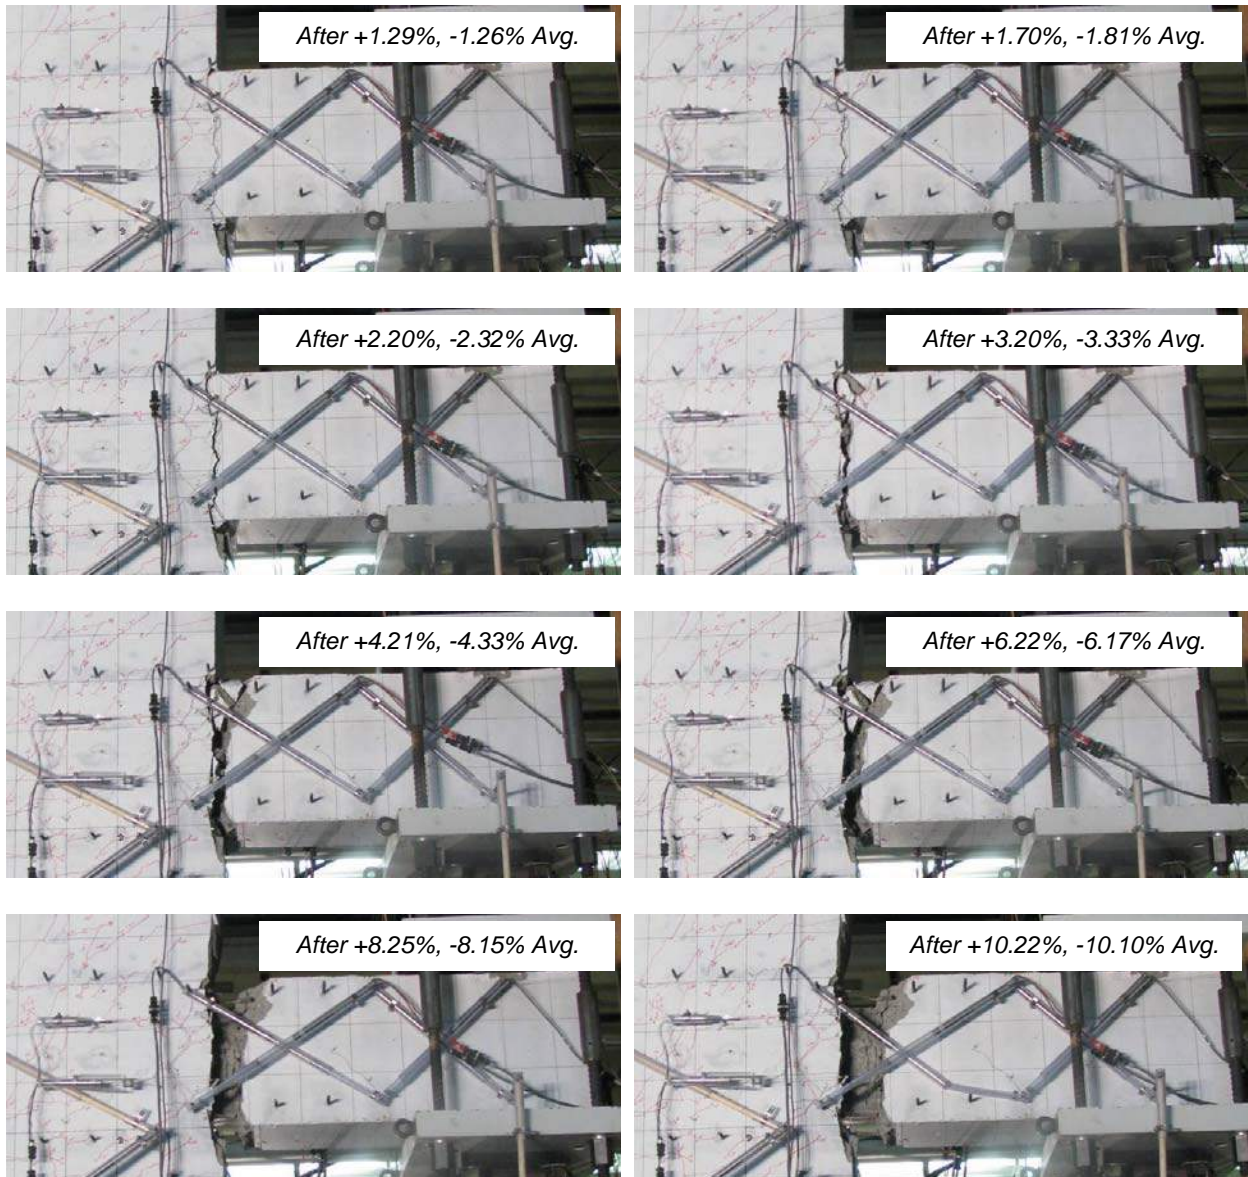 After +1.29%, -1.26% Avg.
After +1.70%, -1.81% Avg.
After +2.20%, -2.32% Avg.
After +3.20%, -3.33% Avg.
After +4.21%, -4.33% Avg.
After +6.22%, -6.17% Avg.
After +8.25%, -8.15% Avg.
After +10.22%, -10.10% Avg.